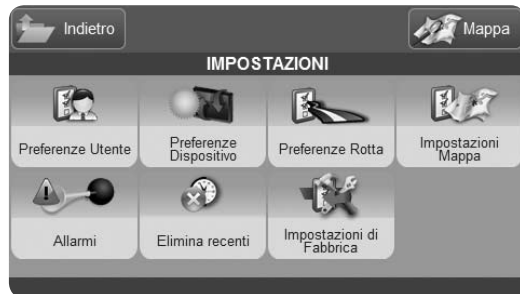 Indietro
Mappa
IMPOSTAZIONI
Preferenze Utente
Preferenze
Dispositivo
Preferenze Rotta
Impostazioni
Mappa
Allarmi
Elimina recenti
Impostazioni di
Fabbrica